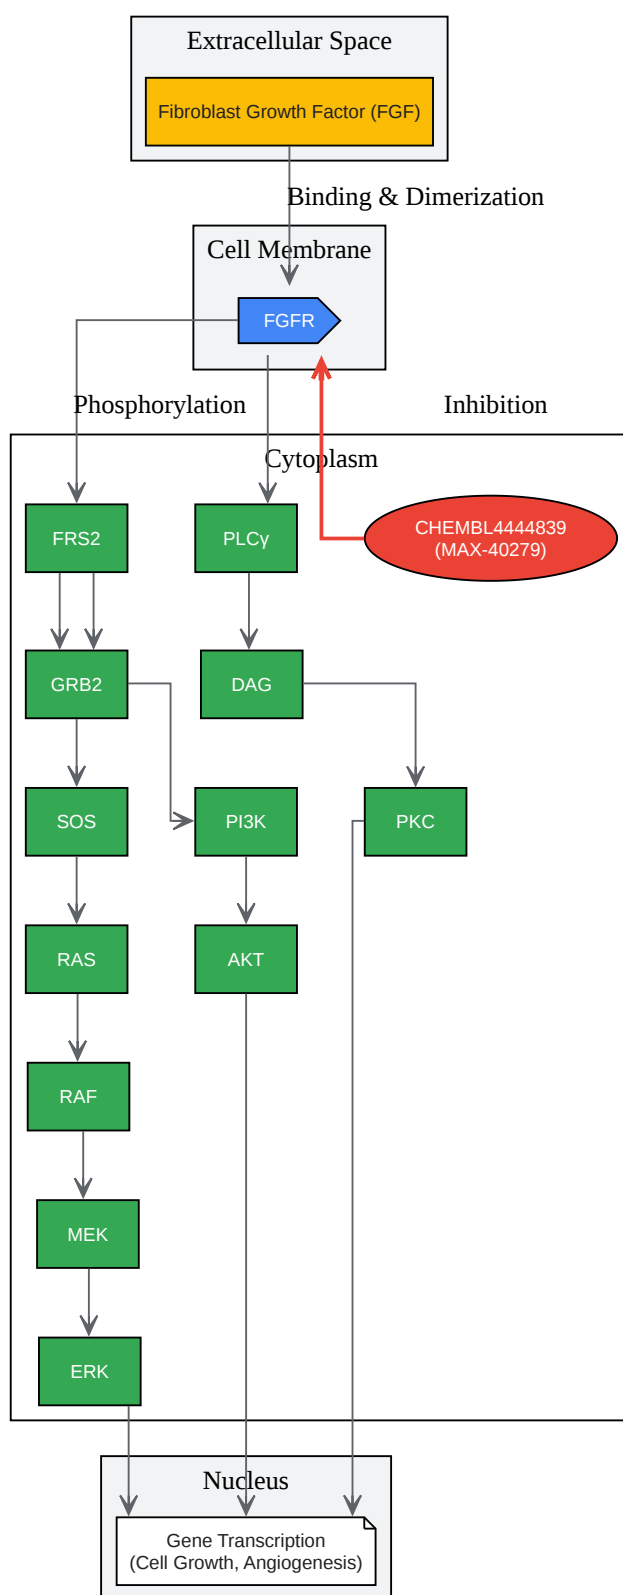 Extracellular Space
Fibroblast Growth Factor (FGF)
Binding & Dimerization
Cell Membrane
FGFR
Phosphorylation
Inhibition
Cytoplasm
FRS2
PLCγ
CHEMBL4444839
(MAX-40279)
GRB2
DAG
SOS
PI3K
PKC
RAS
AKT
RAF
MEK
ERK
Nucleus
Gene Transcription
(Cell Growth, Angiogenesis)